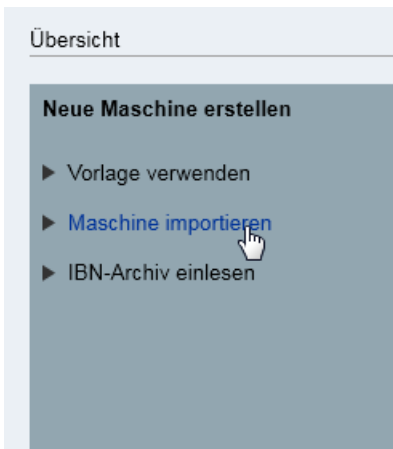 Übersicht
Neue Maschine erstellen
Vorlage verwenden
Maschine importieren
IBN-Archiv einlesen